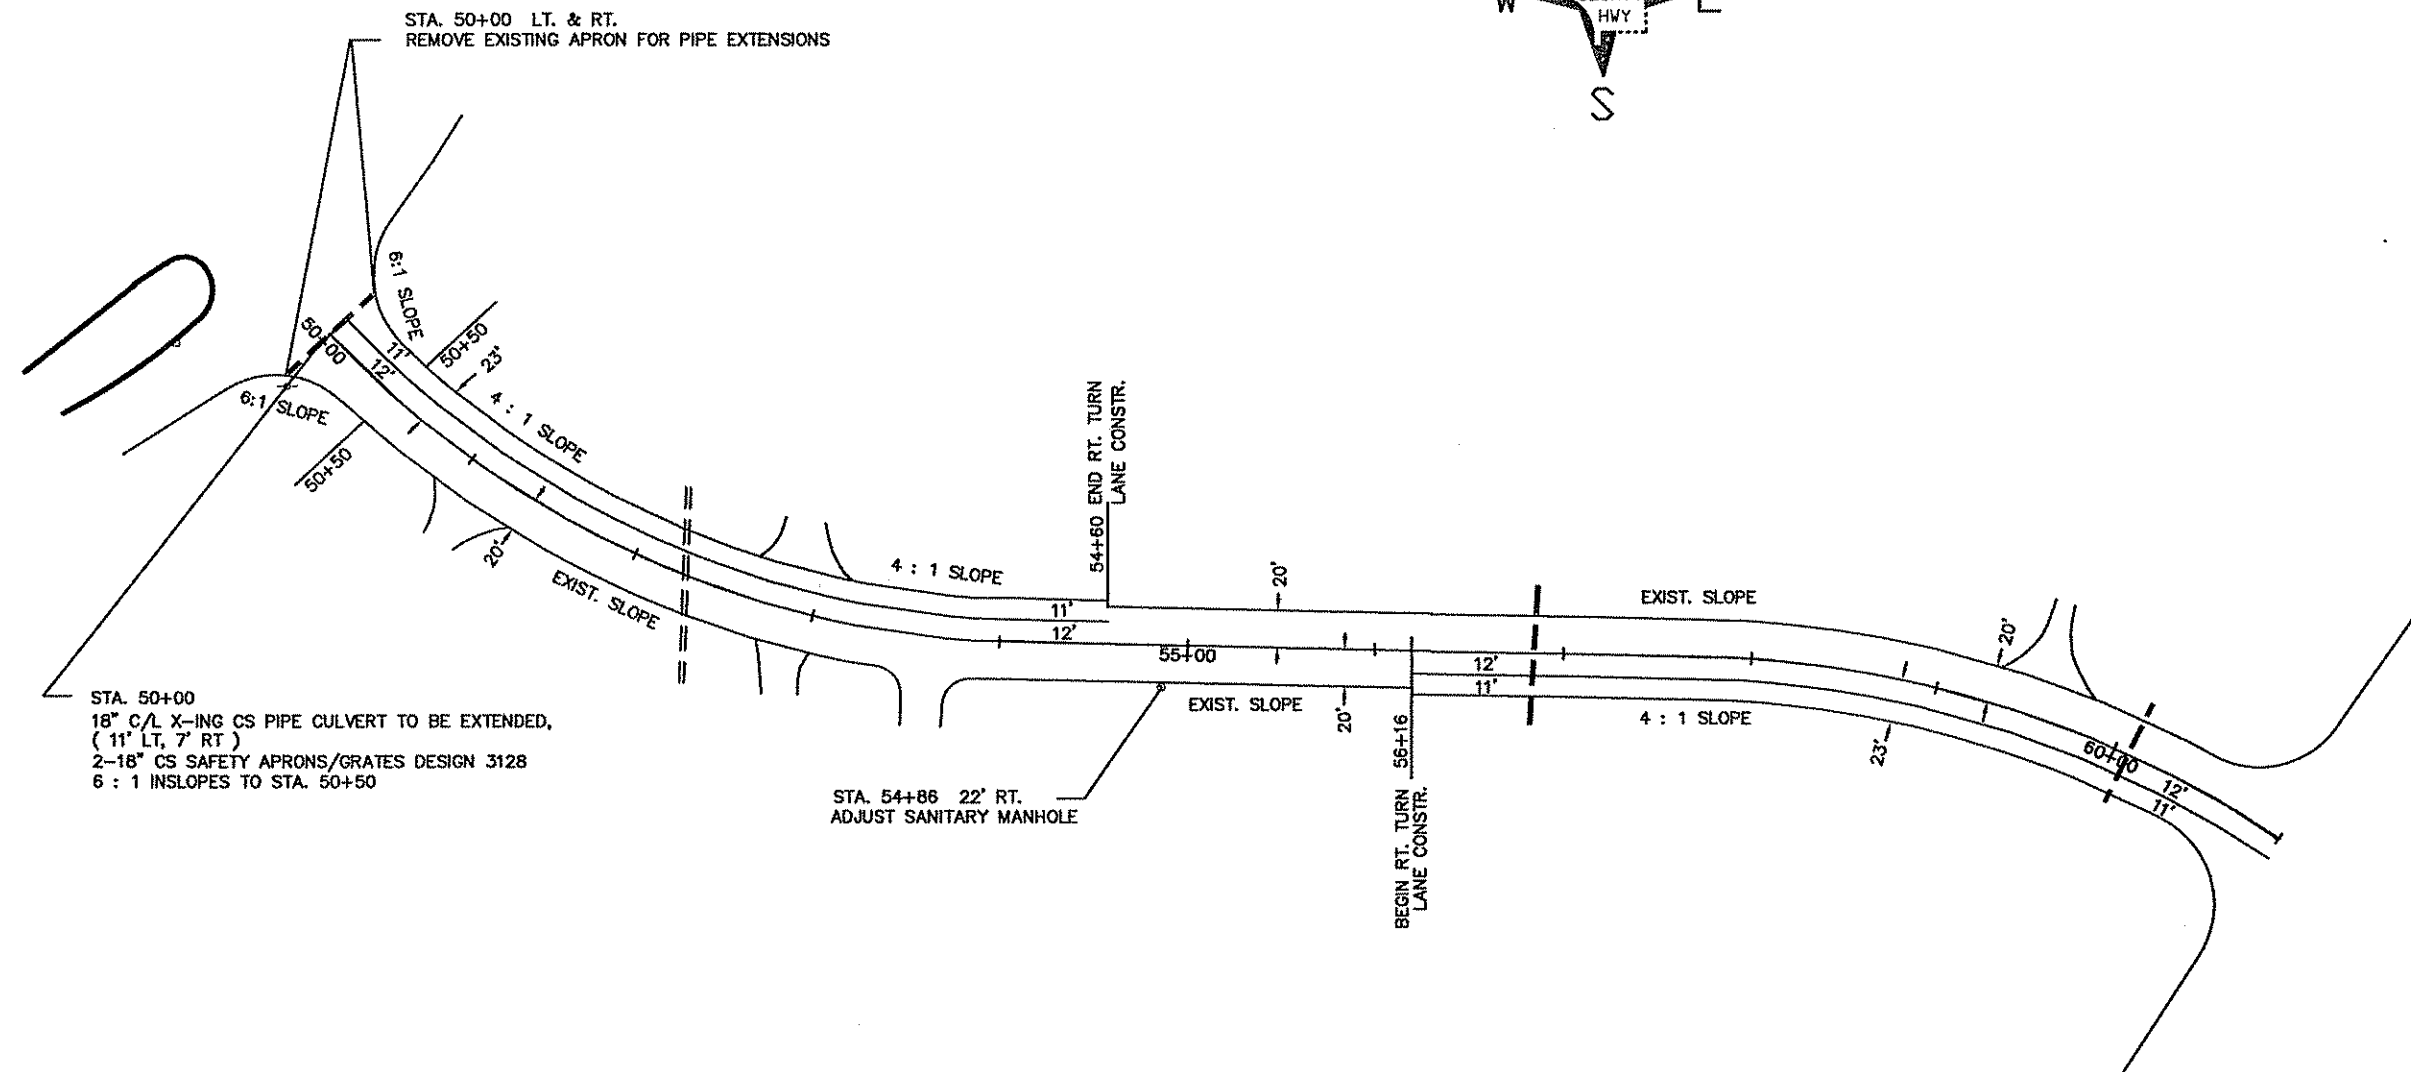 STA. 50+00 LT. & RT.
REMOVE EXISTING APRON FOR PIPE EXTENSIONS
W
E
HWY
S
6:1 SLOPE
50+50
23'
50+00
11'
12'
4 : 1 SLOPE
6:1 SLOPE
50+50
20'
EXIST. SLOPE
4 : 1 SLOPE
11'
12'
54+60 END RT. TURN
LANE CONSTR.
20'
55+00
EXIST. SLOPE
20'
12'
11'
BEGIN RT. TURN 56+16
LANE CONSTR.
EXIST. SLOPE
4 : 1 SLOPE
23'
20'
60+00
12'
11'
STA. 50+00
18" C/L X-ING CS PIPE CULVERT TO BE EXTENDED,
( 11' LT, 7' RT )
2-18" CS SAFETY APRONS/GRATES DESIGN 3128
6 : 1 INSLOPES TO STA. 50+50
STA. 54+86 22' RT.
ADJUST SANITARY MANHOLE